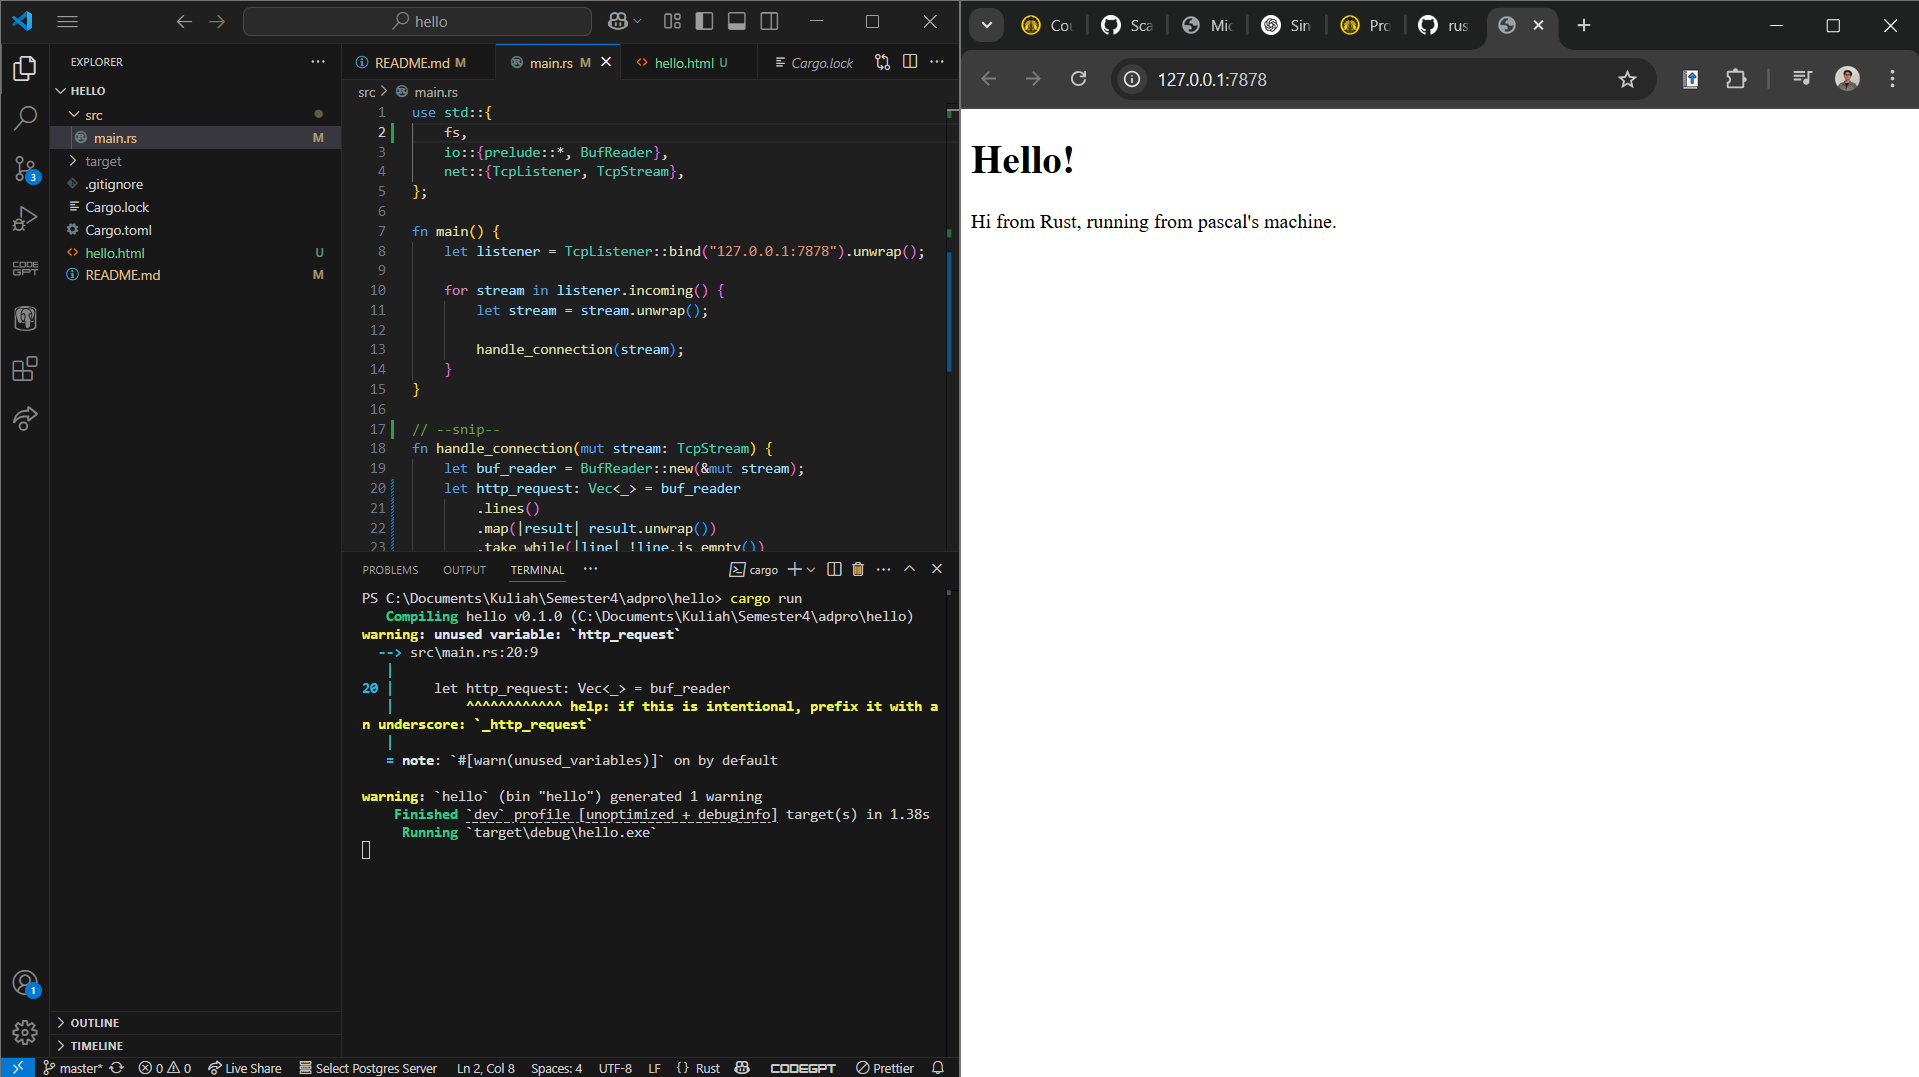 hello
EXPLORER
HELLO
src
main.rs M
target
.gitignore
Cargo.lock
Cargo.toml
hello.html U
README.md M
3
1
OUTLINE
TIMELINE
README.md M
main.rs M
hello.html U
Cargo.lock
src > main.rs
1 use std::{
2 fs,
3 io::{prelude::*, BufReader},
4 net::{TcpListener, TcpStream},
5 };
6
7 fn main() {
8 let listener = TcpListener::bind("127.0.0.1:7878").unwrap();
9
10 for stream in listener.incoming() {
11 let stream = stream.unwrap();
12
13 handle_connection(stream);
14 }
15 }
16
17 // --snip--
18 fn handle_connection(mut stream: TcpStream) {
19 let buf_reader = BufReader::new(&mut stream);
20 let http_request: Vec<_> = buf_reader
21 .lines()
22 .map(|result| result.unwrap())
23 .take_while(|line| !line.is_empty())
PROBLEMS OUTPUT TERMINAL
cargo
PS C:\Documents\Kuliah\Semester4\adpro\hello> cargo run
Compiling hello v0.1.0 (C:\Documents\Kuliah\Semester4\adpro\hello)
warning: unused variable: `http_request`
--> src\main.rs:20:9
|
20 | let http_request: Vec<_> = buf_reader
| ^^^^^^^^^^^^ help: if this is intentional, prefix it with a
n underscore: `_http_request`
|
= note: `#[warn(unused_variables)]` on by default
warning: `hello` (bin "hello") generated 1 warning
Finished `dev` profile [unoptimized + debuginfo] target(s) in 1.38s
Running `target\debug\hello.exe`
CODE
GPT
master* 0 0 Live Share Select Postgres Server Ln 2, Col 8 Spaces: 4 UTF-8 LF {} Rust CODEGPT Prettier
Cou Sca Mic Sin Pro rus
127.0.0.1:7878
Hello!
Hi from Rust, running from pascal's machine.